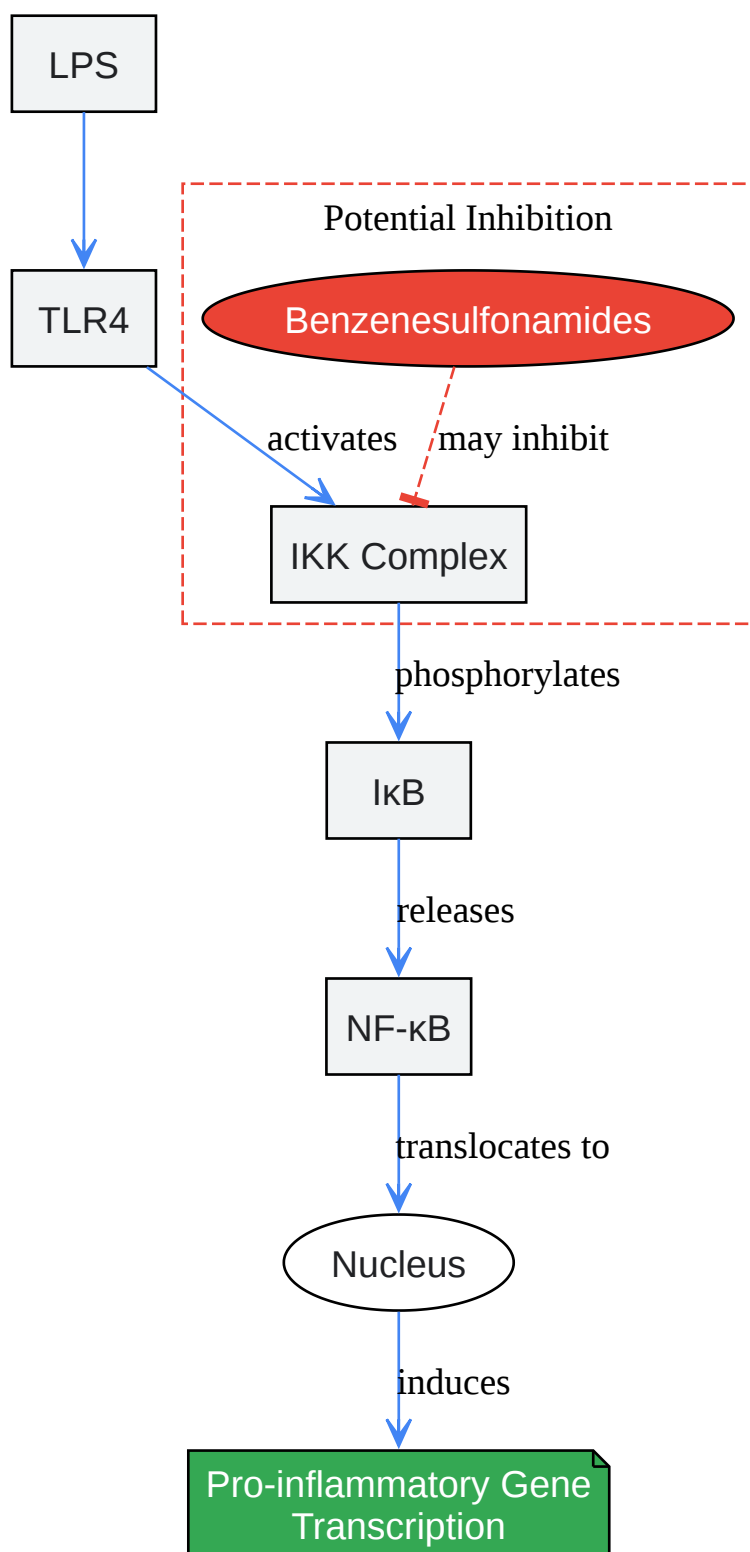 LPS
Potential Inhibition
TLR4
Benzenesulfonamides
activates
may inhibit
IKK Complex
phosphorylates
IκB
releases
NF-κB
translocates to
Nucleus
induces
Pro-inflammatory Gene
Transcription